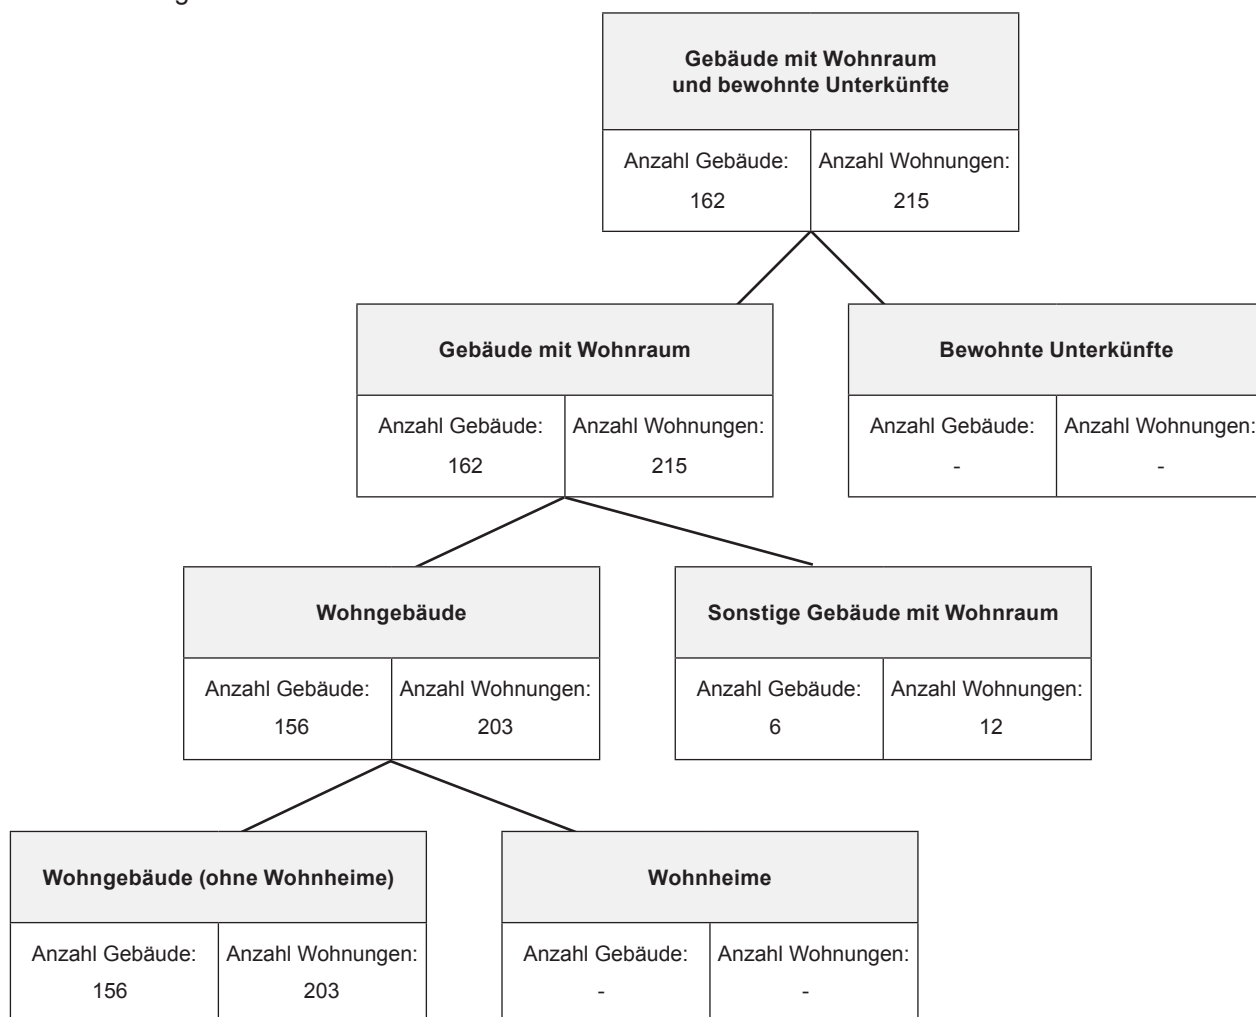 Gebäude mit Wohnraum
und bewohnte Unterkünfte
Anzahl Gebäude:
162
Anzahl Wohnungen:
215
Gebäude mit Wohnraum
Anzahl Gebäude:
162
Anzahl Wohnungen:
215
Bewohnte Unterkünfte
Anzahl Gebäude:
-
Anzahl Wohnungen:
-
Wohngebäude
Anzahl Gebäude:
156
Anzahl Wohnungen:
203
Sonstige Gebäude mit Wohnraum
Anzahl Gebäude:
6
Anzahl Wohnungen:
12
Wohngebäude (ohne Wohnheime)
Anzahl Gebäude:
156
Anzahl Wohnungen:
203
Wohnheime
Anzahl Gebäude:
-
Anzahl Wohnungen:
-